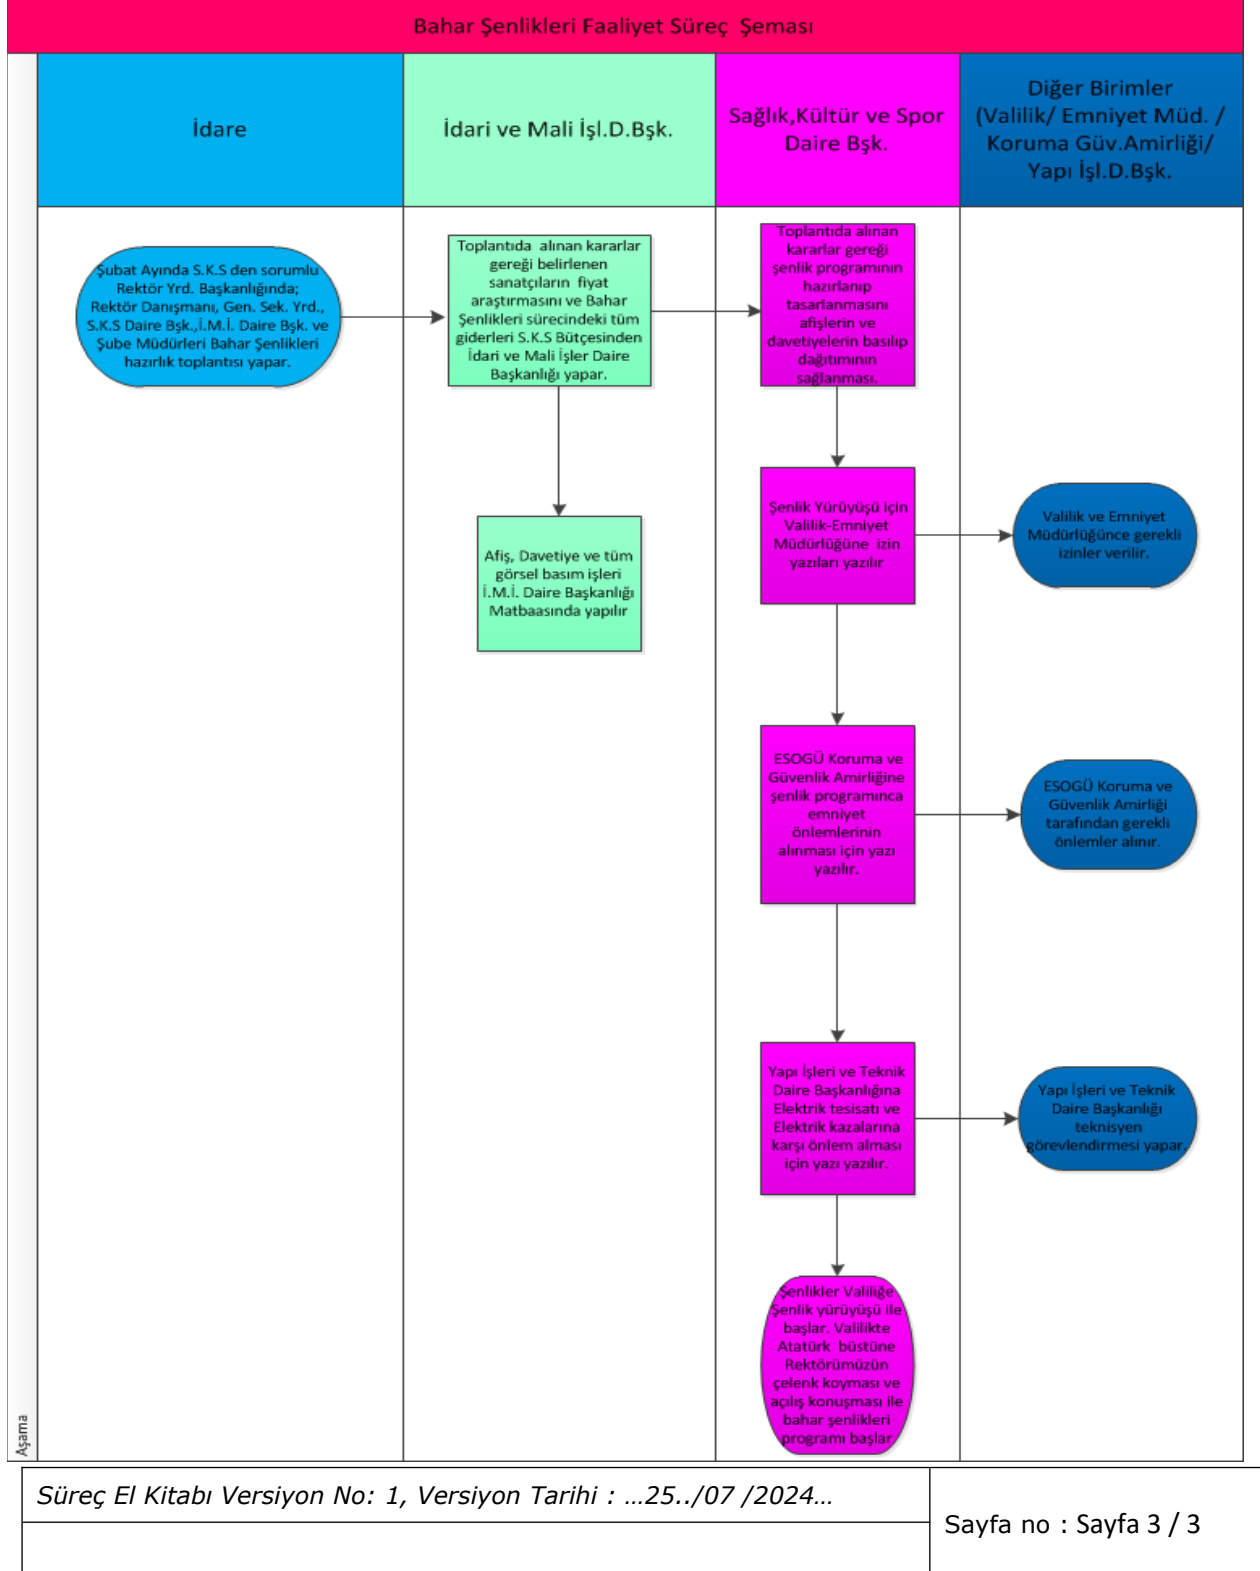 Bahar Şenlikleri Faaliyet Süreç Şeması
İdare
İdari ve Mali İşl.D.Bşk.
Sağlık,Kültür ve Spor
Daire Bşk.
Diğer Birimler
(Valilik/ Emniyet Müd. /
Koruma Güv.Amirliği/
Yapı İşl.D.Bşk.
Şubat Ayında S.K.S den sorumlu
Rektör Yrd. Başkanlığında;
Rektör Danışmanı, Gen. Sek. Yrd.,
S.K.S Daire Bşk.,İ.M.İ. Daire Bşk. ve
Şube Müdürleri Bahar Şenlikleri
hazırlık toplantısı yapar.
Toplantıda alınan kararlar
gereği belirlenen
sanatçıların fiyat
araştırmasını ve Bahar
Şenlikleri sürecindeki tüm
giderleri S.K.S Bütçesinden
İdari ve Mali İşler Daire
Başkanlığı yapar.
Toplantıda alınan
kararlar gereği
şenlik programının
hazırlanıp
tasarlanmasını
afişlerin ve
davetiyelerin basılıp
dağıtımının
sağlanması.
Afiş, Davetiye ve tüm
görsel basım işleri
İ.M.İ. Daire Başkanlığı
Matbaasında yapılır
Şenlik Yürüyüşü için
Valilik-Emniyet
Müdürlüğüne izin
yazıları yazılır
Valilik ve Emniyet
Müdürlüğünce gerekli
izinler verilir.
ESOGÜ Koruma ve
Güvenlik Amirliğine
şenlik programınca
emniyet
önlemlerinin
alınması için yazı
yazılır.
ESOGÜ Koruma ve
Güvenlik Amirliği
tarafından gerekli
önlemler alınır.
Yapı İşleri ve Teknik
Daire Başkanlığına
Elektrik tesisatı ve
Elektrik kazalarına
karşı önlem alması
için yazı yazılır.
Yapı İşleri ve Teknik
Daire Başkanlığı
teknisyen
görevlendirmesi yapar.
Şenlikler Valiliğe
Şenlik yürüyüşü ile
başlar. Valilikte
Atatürk büstüne
Rektörümüzün
çelenk koyması ve
açılış konuşması ile
bahar şenlikleri
programı başlar
Aşama
Süreç El Kitabı Versiyon No: 1, Versiyon Tarihi : …25../07 /2024…
Sayfa no : Sayfa 3 / 3